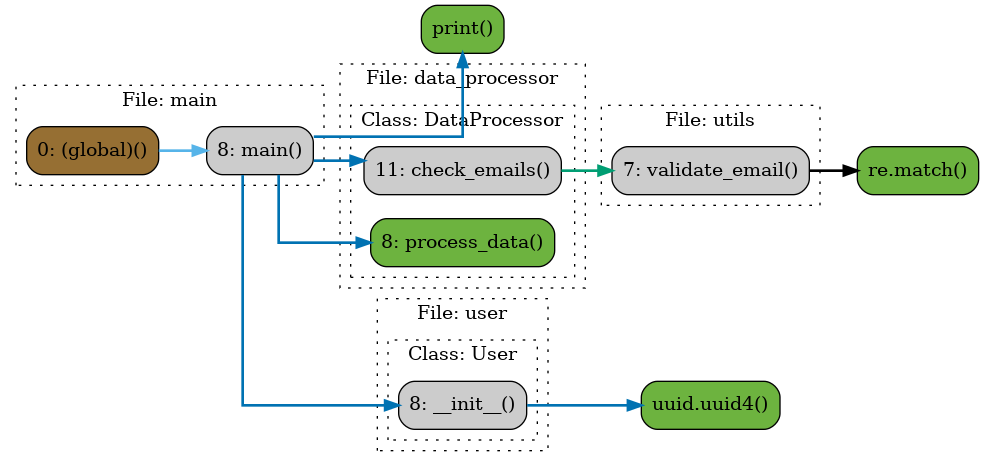 print()
File: main
0: (global)()
8: main()
File: data_processor
Class: DataProcessor
11: check_emails()
8: process_data()
File: utils
7: validate_email()
re.match()
File: user
Class: User
8: __init__()
uuid.uuid4()